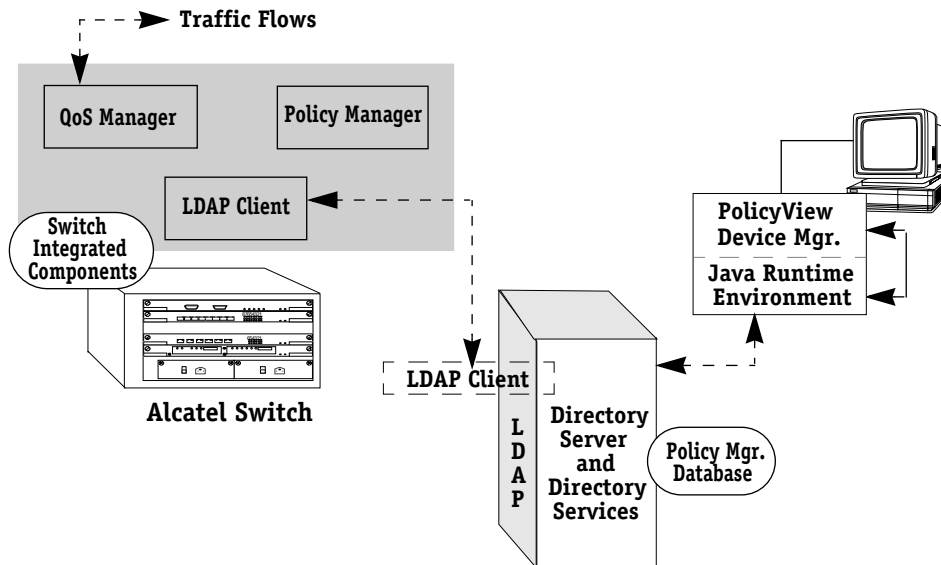 Traffic Flows
QoS Manager
Policy Manager
LDAP Client
Switch
Integrated
Components
Alcatel Switch
PolicyView
Device Mgr.
Java Runtime
Environment
LDAP Client
LDAP
Directory
Server
and
Directory
Services
Policy Mgr.
Database